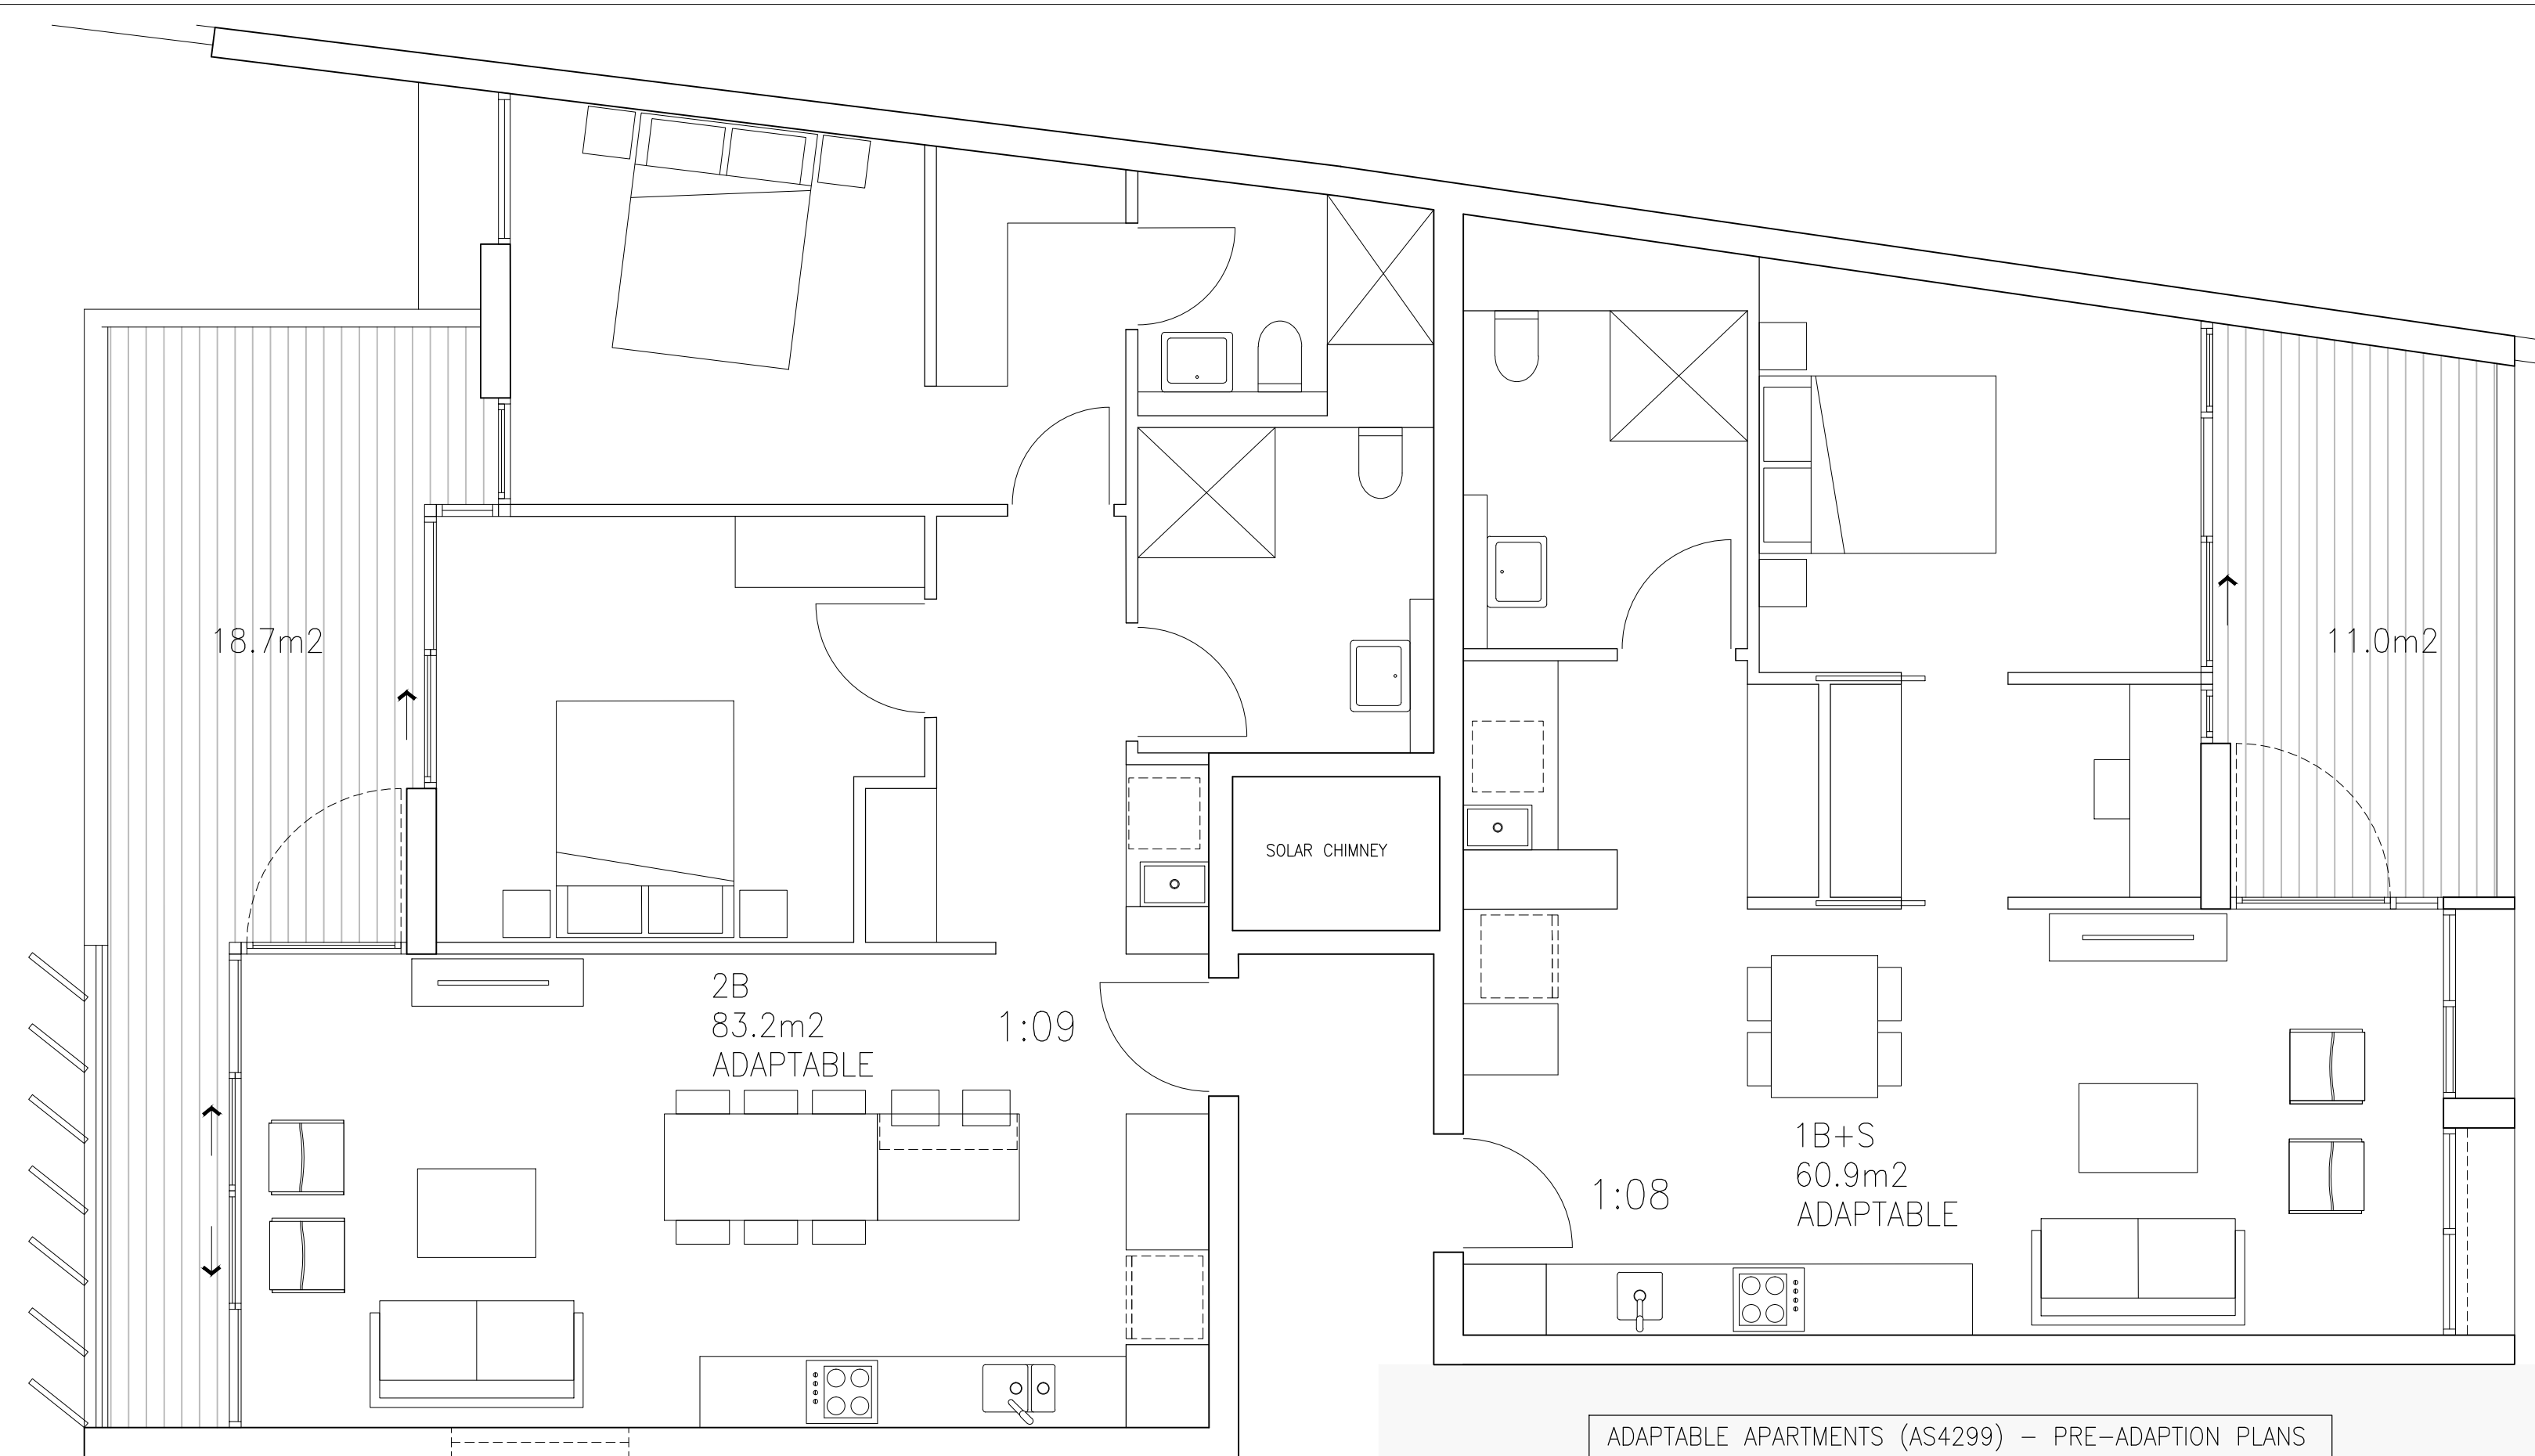 18.7m2
11.0m2
SOLAR CHIMNEY
2B
83.2m2
ADAPTABLE
1:09
1B+S
60.9m2
ADAPTABLE
1:08
ADAPTABLE APARTMENTS (AS4299) - PRE-ADAPTION PLANS